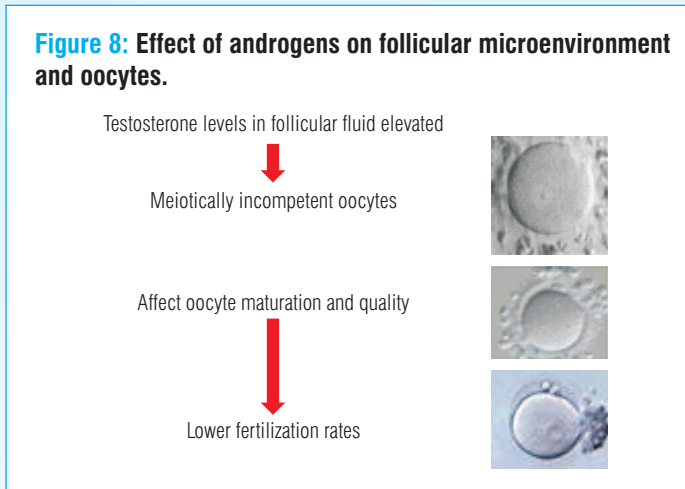 Figure 8: Effect of androgens on follicular microenvironment
and oocytes.
Testosterone levels in follicular fluid elevated
Meiotically incompetent oocytes
Affect oocyte maturation and quality
Lower fertilization rates